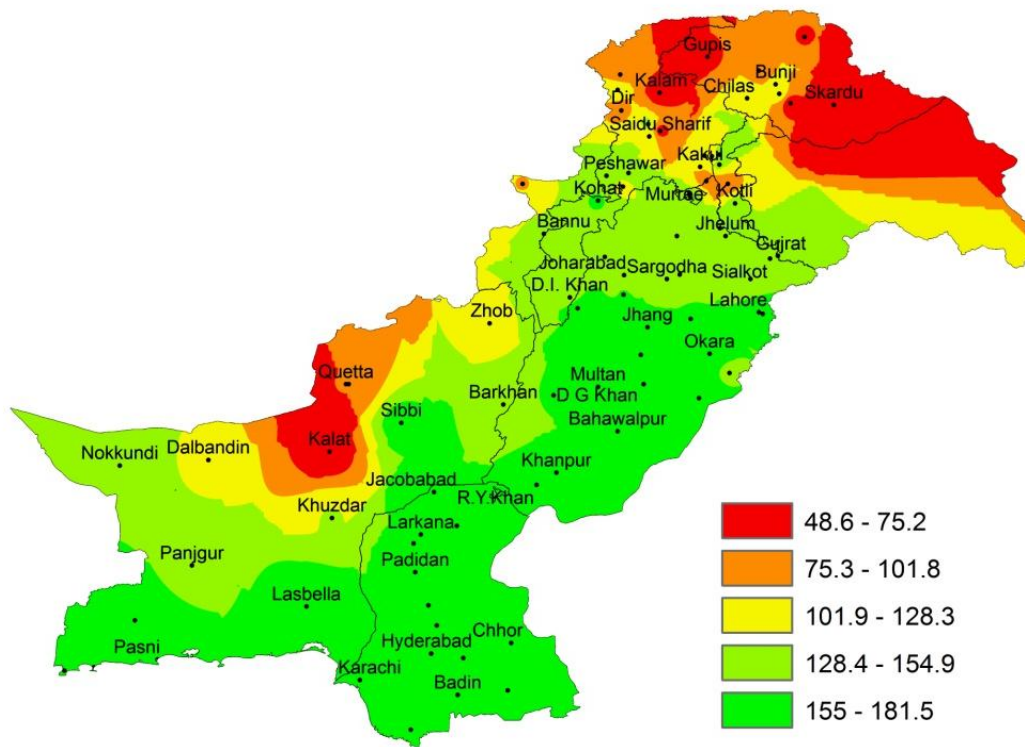 Gupis
Kalam
Bunji
Chilas
Skardu
Dir
Saidu Sharif
Kakul
Peshawar
Kohat
Murree
Kotli
Bannu
Jhelum
Gujrat
Joharabad
Sargodha
Sialkot
D.I. Khan
Lahore
Zhob
Jhang
Okara
Quetta
Multan
Barkhan
D G Khan
Sibbi
Bahawalpur
Kalat
Dalbandin
Nokkundi
Khanpur
Jacobabad
R.Y.Khan
Khuzdar
Larkana
Panjgur
Padidan
Lasbella
Pasni
Hyderabad
Chhor
Karachi
Badin
48.6 - 75.2
75.3 - 101.8
101.9 - 128.3
128.4 - 154.9
155 - 181.5